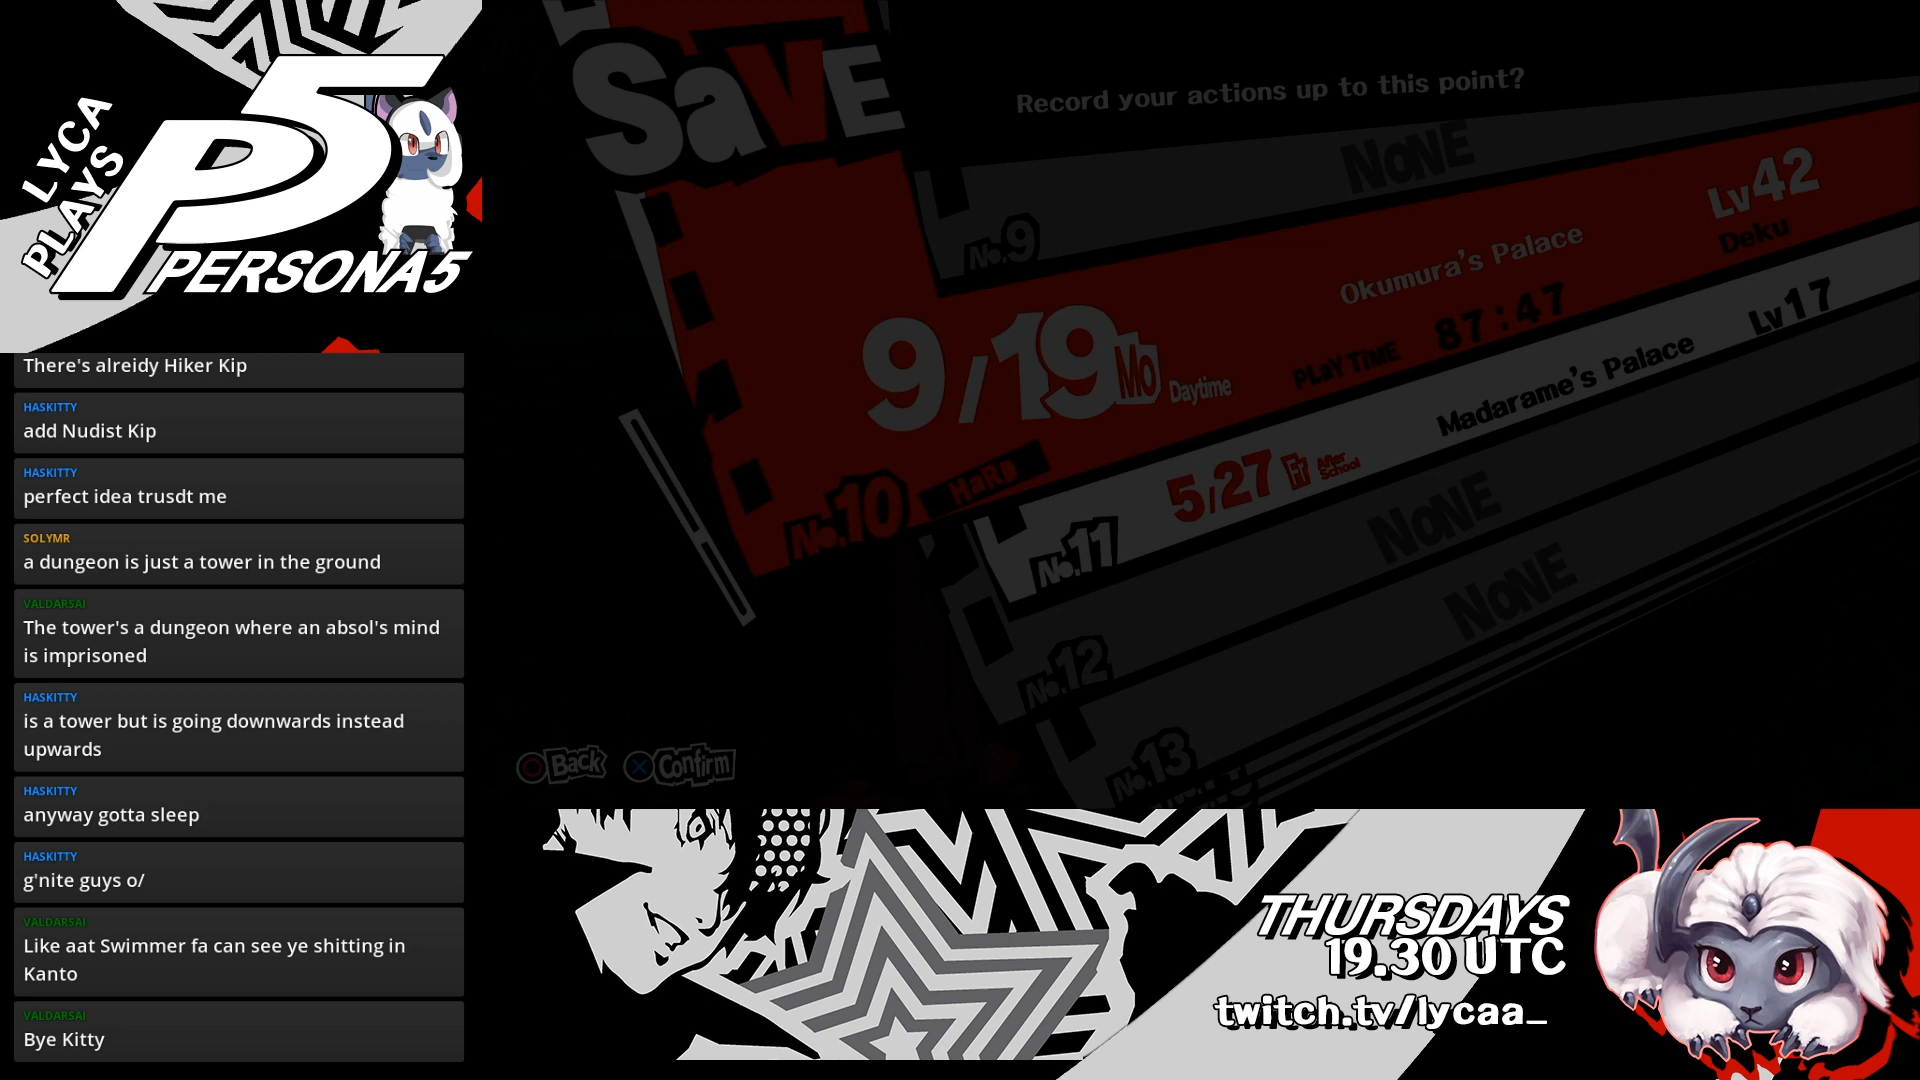 LYCA
PLAYS
P5
PERSONA5
There's alreidy Hiker Kip
HASKITTY
add Nudist Kip
HASKITTY
perfect idea trusdt me
SOLYMR
a dungeon is just a tower in the ground
VALDARSAI
The tower's a dungeon where an absol's mind
is imprisoned
HASKITTY
is a tower but is going downwards instead
upwards
HASKITTY
anyway gotta sleep
HASKITTY
g'nite guys o/
VALDARSAI
Like aat Swimmer fa can see ye shitting in
Kanto
VALDARSAI
Bye Kitty
SaVE
Record your actions up to this point?
No.9
NoNE
Lv42
Deku
Okumura's Palace
9/19 Mo Daytime
PLaY TiME 87:47
No.10 HaRD
Lv17
Madarame's Palace
5/27 Fr After School
No.11
NoNE
No.12
NoNE
No.13
Back
Confirm
THURSDAYS
19.30 UTC
twitch.tv/lycaa_